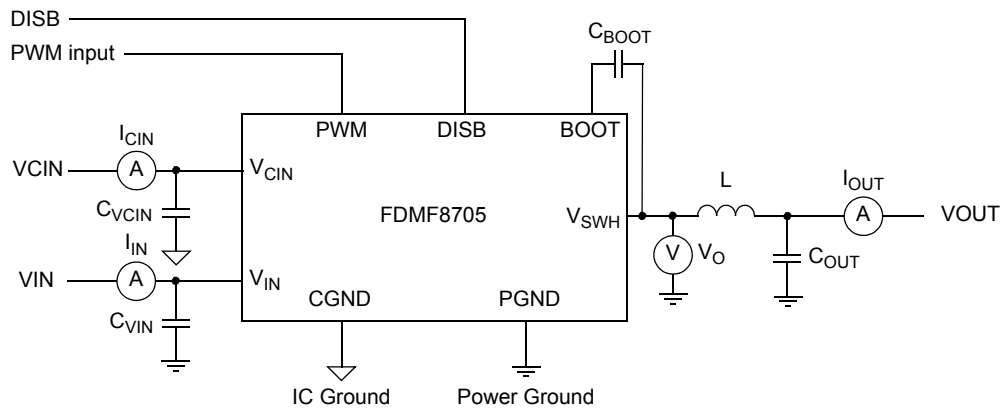 DISB
PWM input
C_BOOT
PWM DISB BOOT
I_CIN
VCIN A V_CIN
C_VCIN
FDMF8705
V_SWH
L
I_OUT
A VOUT
V V_O
C_OUT
I_IN
VIN A V_IN
C_VIN
CGND PGND
IC Ground Power Ground